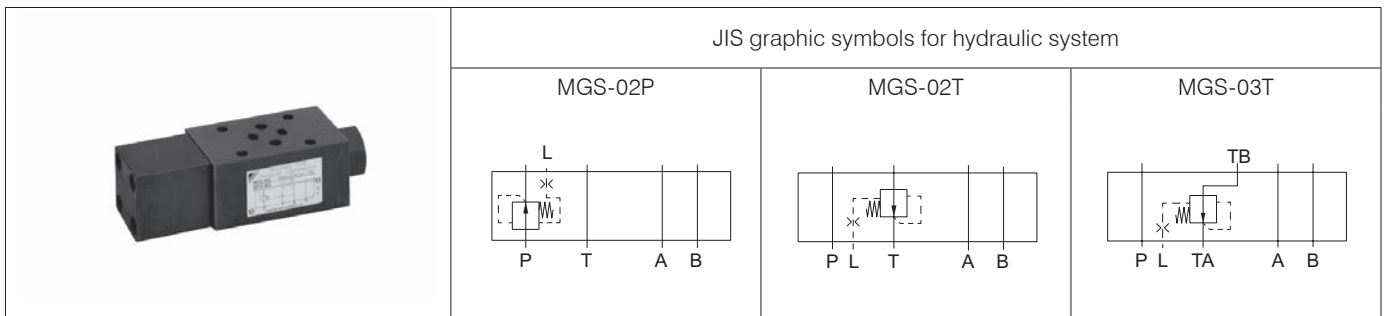 JIS graphic symbols for hydraulic system
MGS-02P
MGS-02T
MGS-03T
L
P T A B
P L T A B
TB
P L TA A B